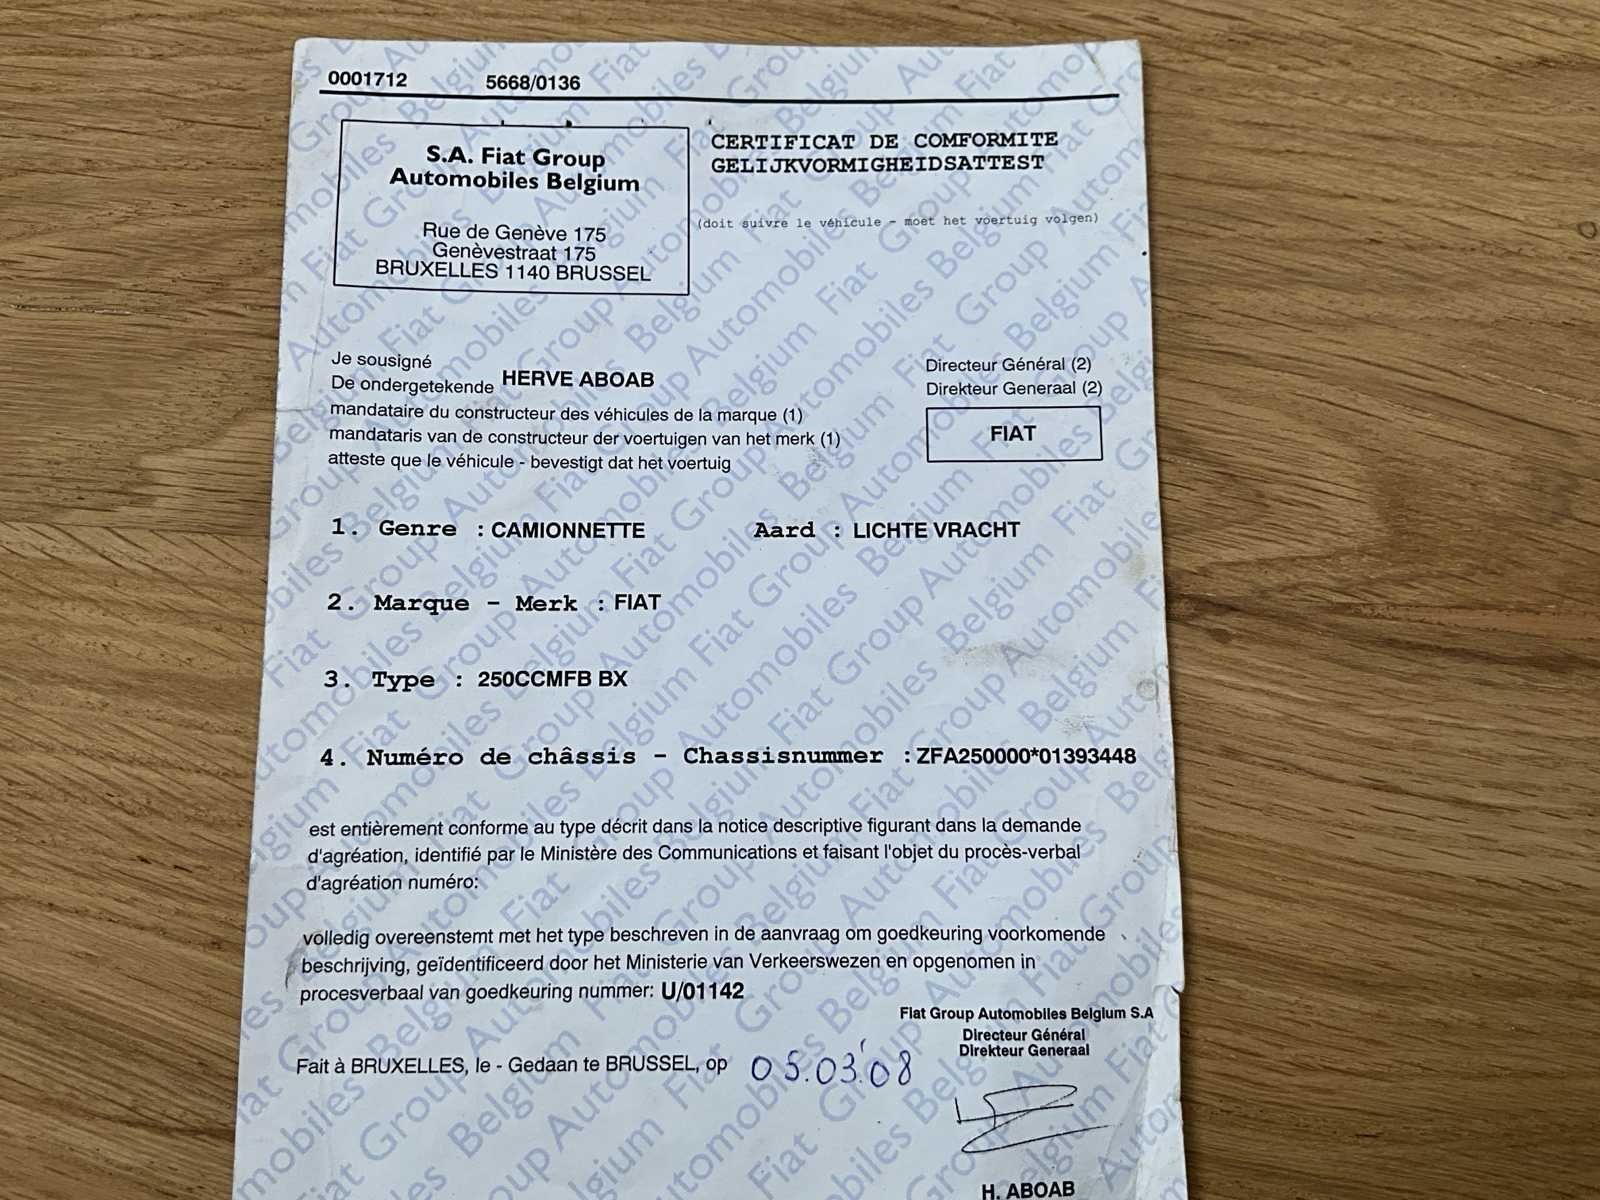 0001712 5668/0136
S.A. Fiat Group
Automobiles Belgium
Rue de Genève 175
Genèvestraat 175
BRUXELLES 1140 BRUSSEL
CERTIFICAT DE COMFORMITE
GELIJKVORMIGHEIDSATTEST
(doit suivre le véhicule - moet het voertuig volgen)
Je sousigné
De ondergetekende HERVE ABOAB
mandataire du constructeur des véhicules de la marque (1)
mandataris van de constructeur der voertuigen van het merk (1)
atteste que le véhicule - bevestigt dat het voertuig
Directeur Général (2)
Direkteur Generaal (2)
FIAT
1. Genre : CAMIONNETTE Aard : LICHTE VRACHT
2. Marque - Merk : FIAT
3. Type : 250CCMFB BX
4. Numéro de châssis - Chassisnummer : ZFA250000*01393448
est entièrement conforme au type décrit dans la notice descriptive figurant dans la demande
d'agréation, identifié par le Ministère des Communications et faisant l'objet du procès-verbal
d'agréation numéro:
volledig overeenstemt met het type beschreven in de aanvraag om goedkeuring voorkomende
beschrijving, geïdentificeerd door het Ministerie van Verkeerswezen en opgenomen in
procesverbaal van goedkeuring nummer: U/01142
Fiat Group Automobiles Belgium S.A
Directeur Général
Direkteur Generaal
Fait à BRUXELLES, le - Gedaan te BRUSSEL, op 05.03.08
H. ABOAB